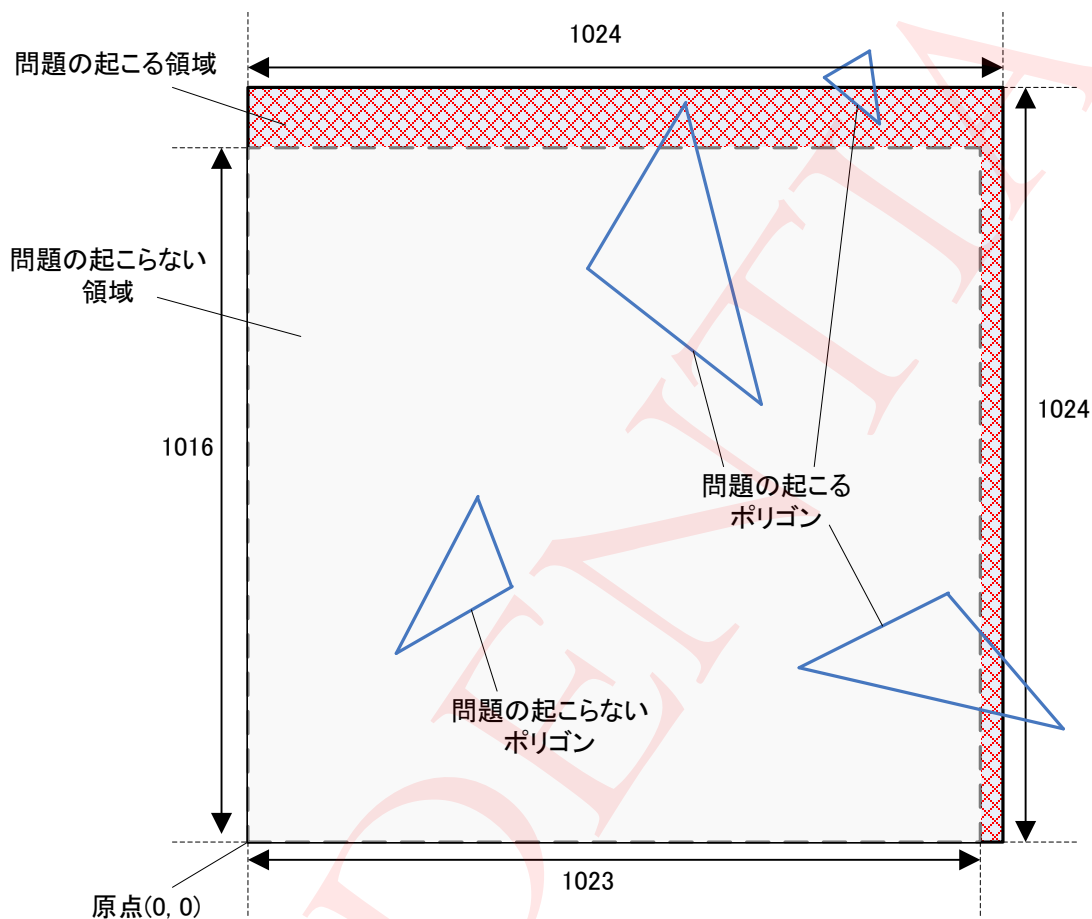 1024
問題の起こる領域
問題の起こらない
領域
1016
1024
問題の起こる
ポリゴン
問題の起こらない
ポリゴン
1023
原点(0, 0)
DENTIA